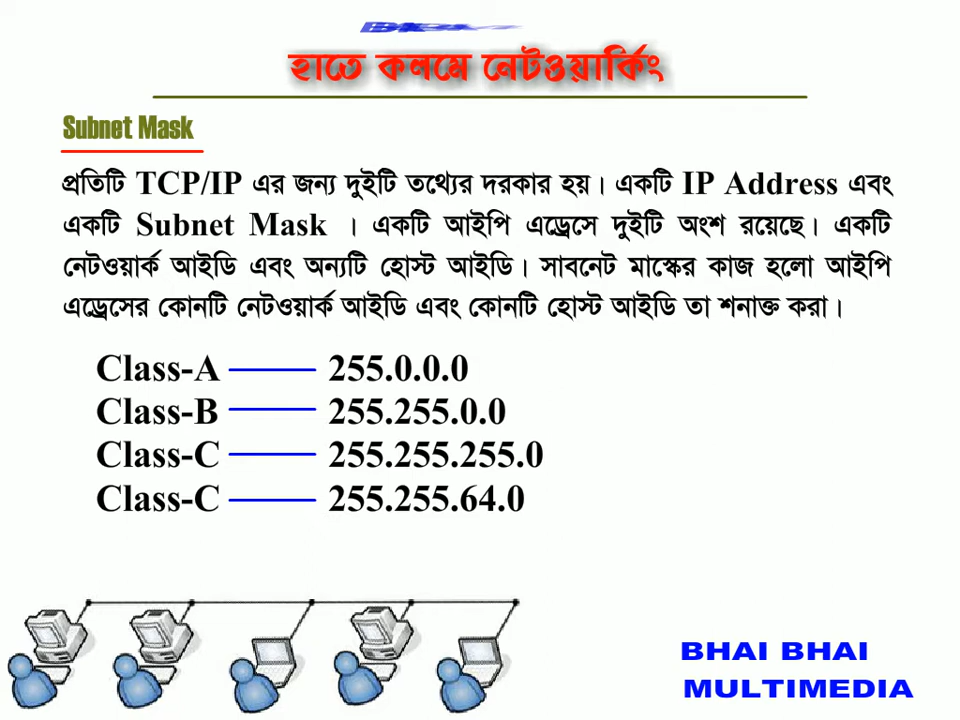 হাতে কলমে নেটওয়ার্কিং
Subnet Mask
প্রতিটি TCP/IP এর জন্য দুইটি তথ্যের দরকার হয়। একটি IP Address এবং
একটি Subnet Mask । একটি আইপি এড্রেসে দুইটি অংশ রয়েছে। একটি
নেটওয়ার্ক আইডি এবং অন্যটি হোস্ট আইডি। সাবনেট মাস্কের কাজ হলো আইপি
এড্রেসের কোনটি নেটওয়ার্ক আইডি এবং কোনটি হোস্ট আইডি তা শনাক্ত করা।
Class-A 255.0.0.0
Class-B 255.255.0.0
Class-C 255.255.255.0
Class-C 255.255.64.0
BHAI BHAI
MULTIMEDIA